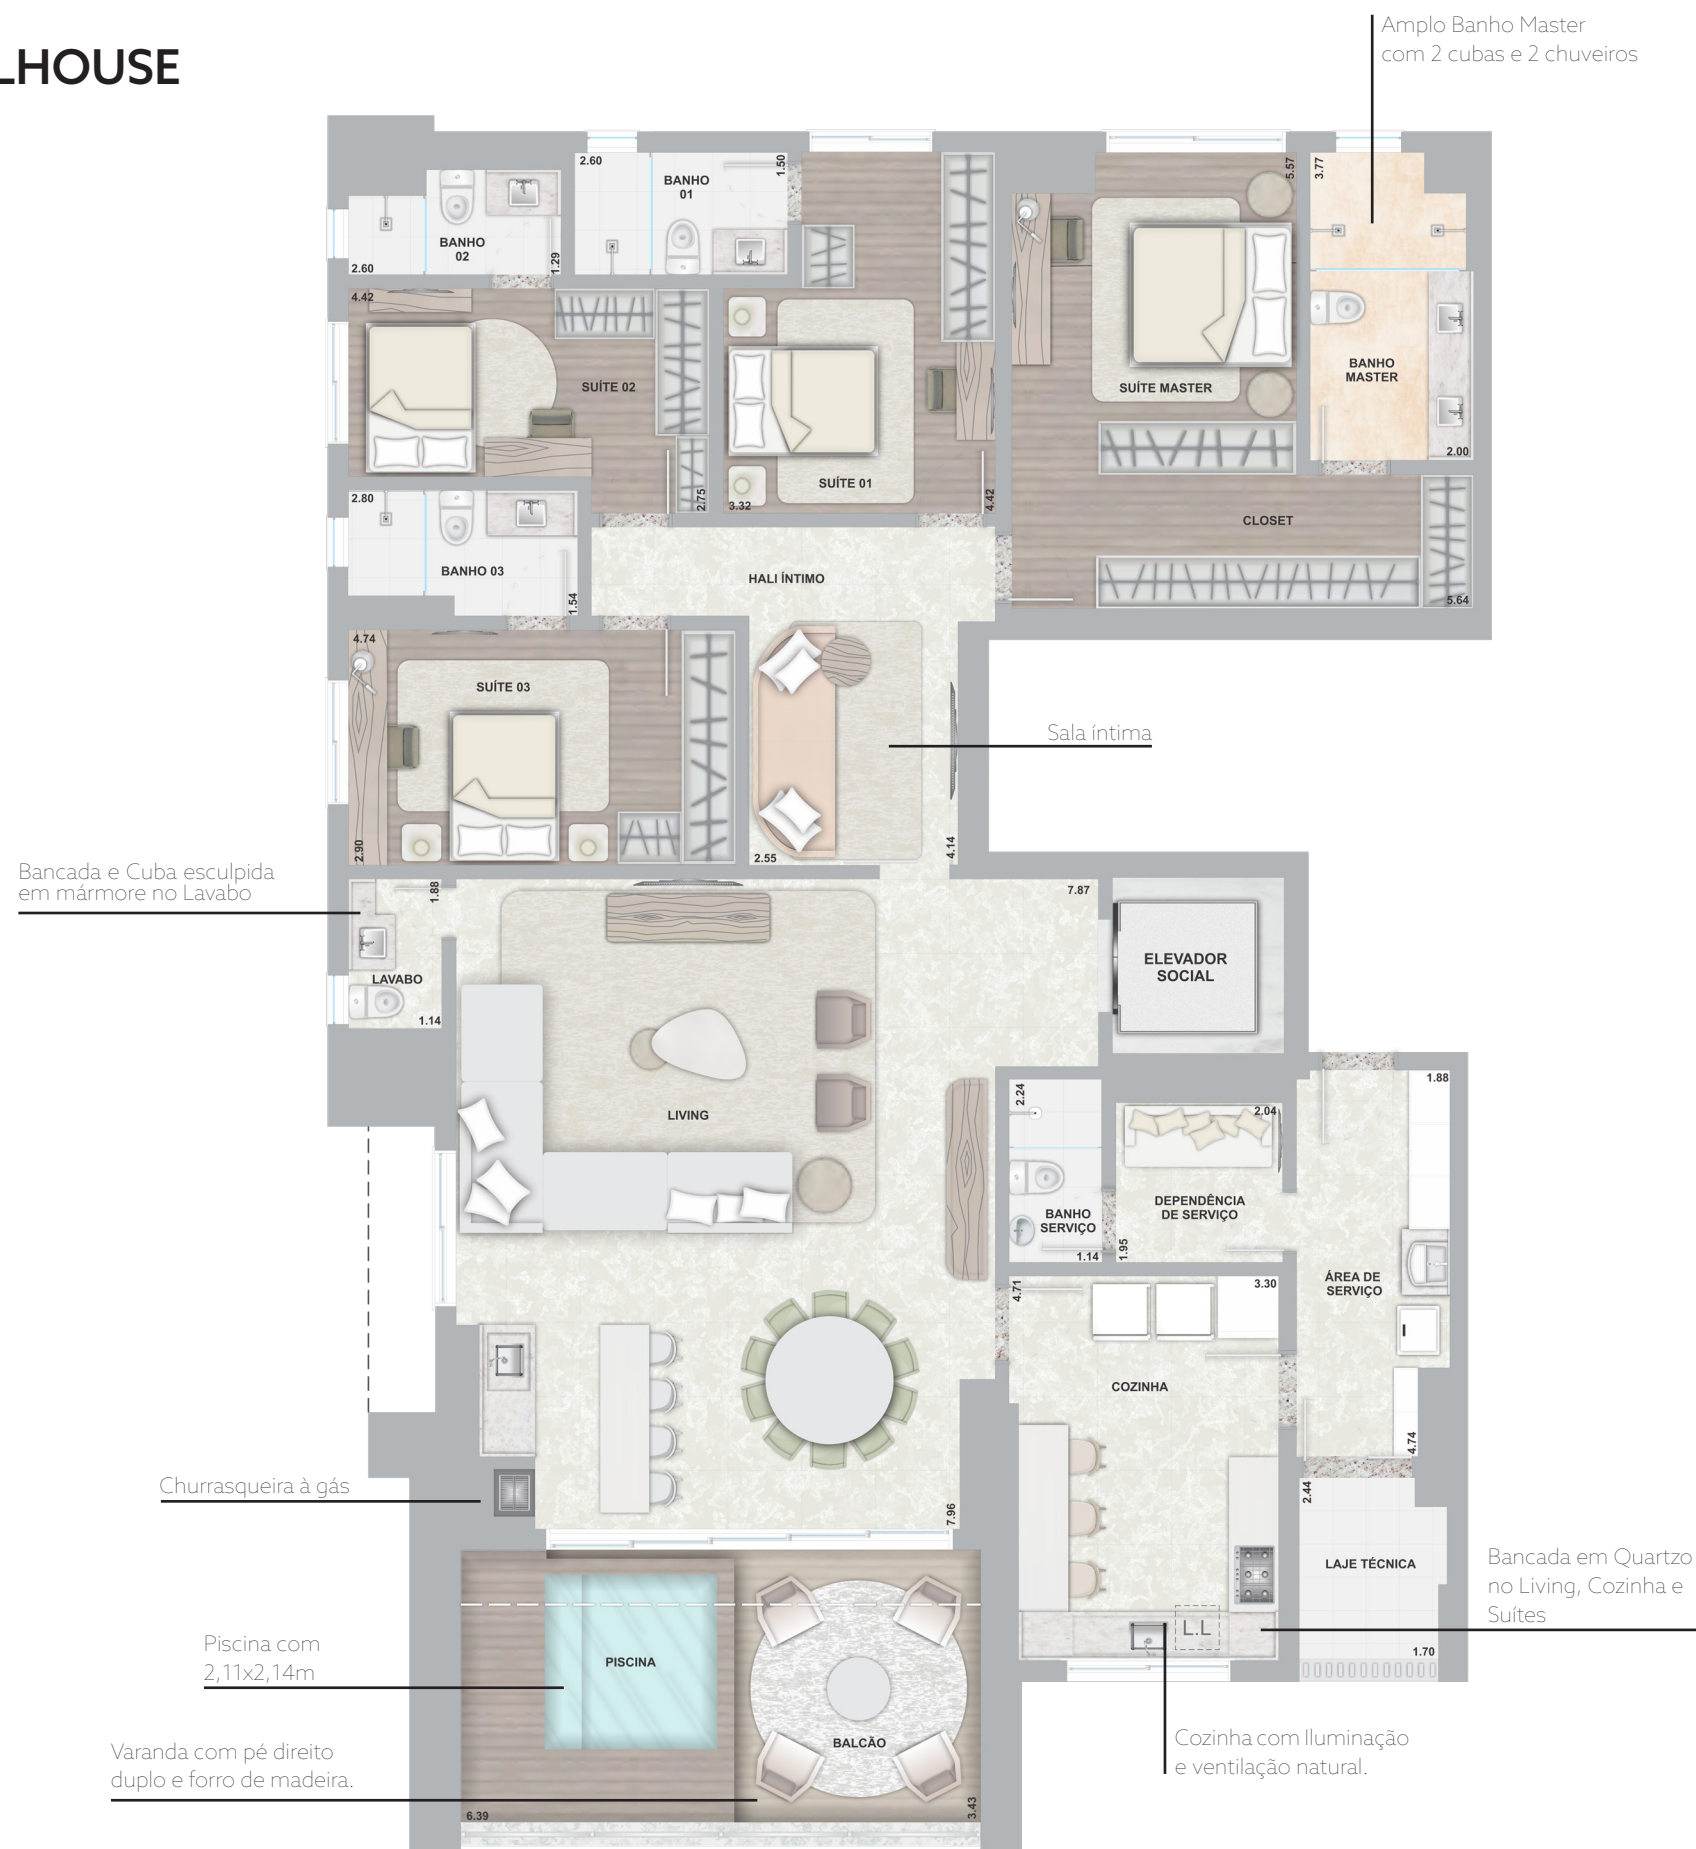 LHOUSE
Amplo Banho Master
com 2 cubas e 2 chuveiros
2.60
1.50
BANHO
01
BANHO
02
2.60
1.29
5.57
3.77
4.42
SUÍTE 02
2.75
SUÍTE 01
3.32
4.42
SUÍTE MASTER
BANHO
MASTER
2.00
CLOSET
5.64
2.80
BANHO 03
1.54
HALI ÍNTIMO
4.74
SUÍTE 03
2.90
Sala íntima
2.55
4.14
Bancada e Cuba esculpida
em mármore no Lavabo
1.88
LAVABO
1.14
7.87
ELEVADOR
SOCIAL
LIVING
2.24
BANHO
SERVIÇO
1.14
2.04
DEPENDÊNCIA
DE SERVIÇO
1.95
1.88
ÁREA DE
SERVIÇO
4.74
4.71
3.30
COZINHA
Churrasqueira à gás
7.96
2.44
LAJE TÉCNICA
1.70
Bancada em Quartzo
no Living, Cozinha e
Suítes
L.L
Piscina com
2,11x2,14m
PISCINA
BALCÃO
Cozinha com Iluminação
e ventilação natural.
Varanda com pé direito
duplo e forro de madeira.
6.39
3.43